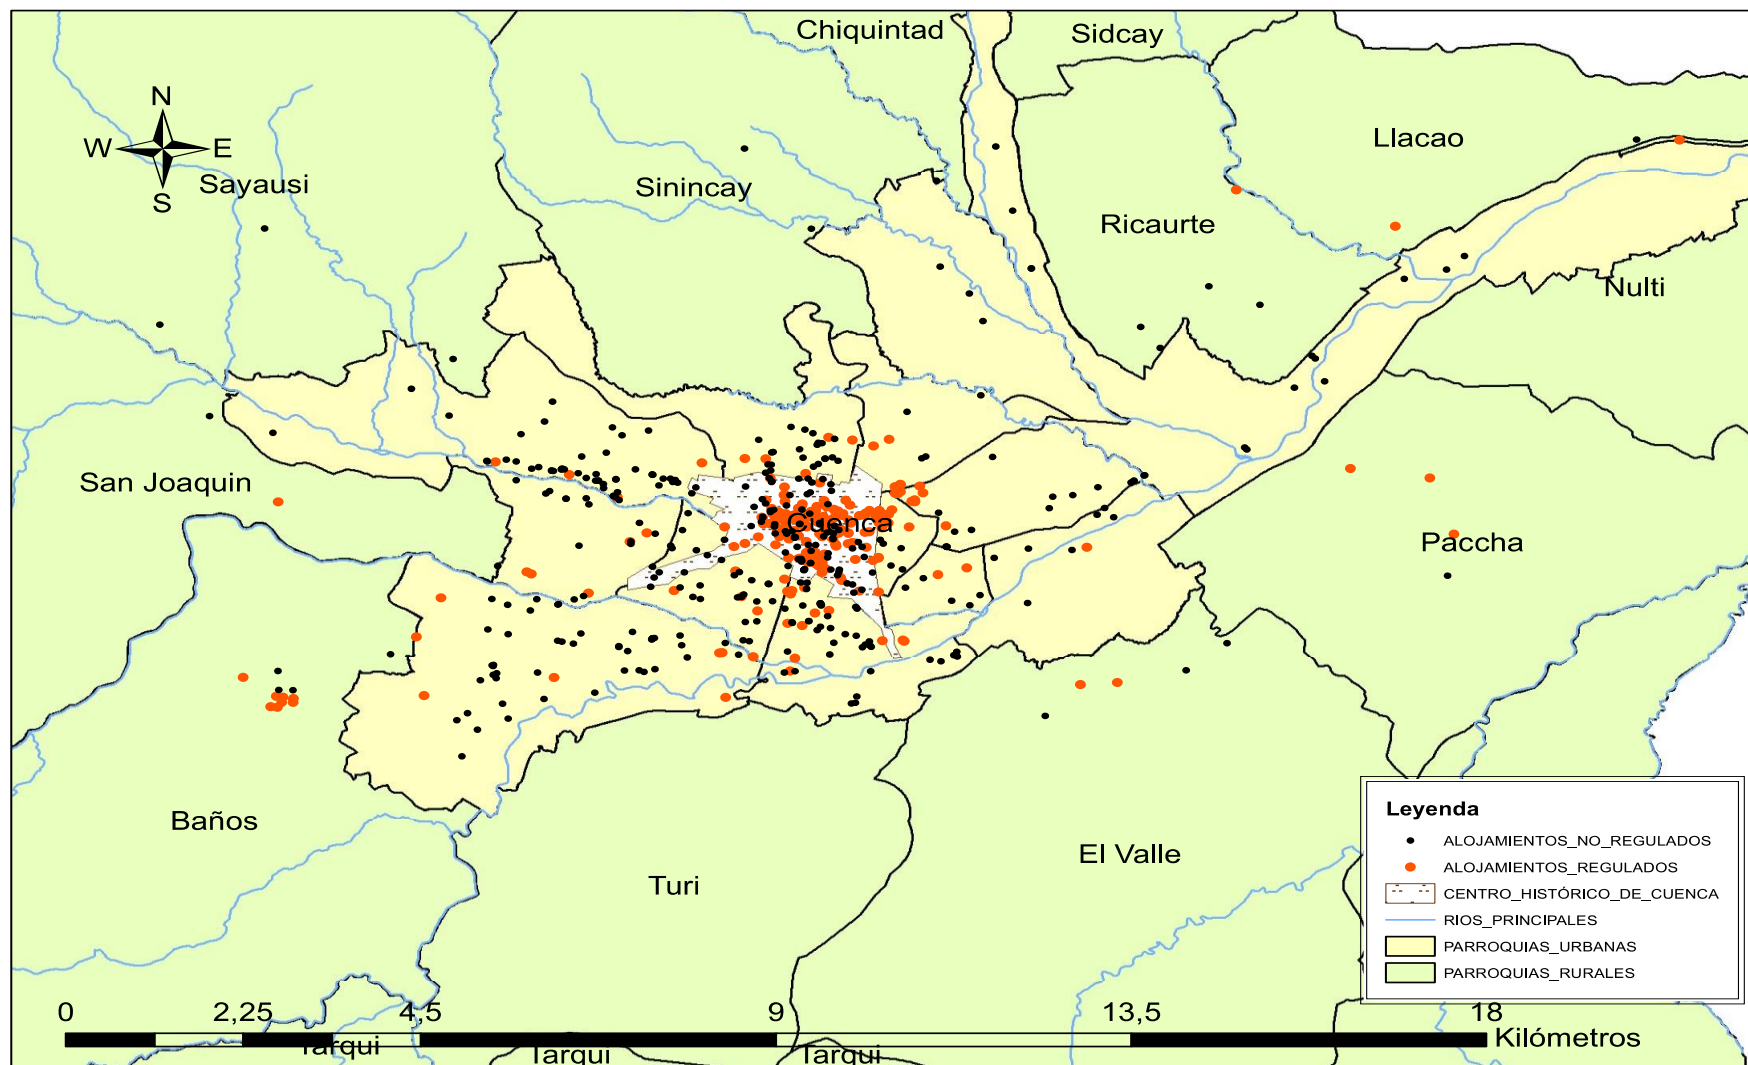 Chiquintad
Sidcay
N
W E
S
Llacao
Sayausi
Sinincay
Ricaurte
Nulti
San Joaquin
Cuenca
Paccha
Baños
El Valle
Turi
Leyenda
ALOJAMIENTOS_NO_REGULADOS
ALOJAMIENTOS_REGULADOS
CENTRO_HISTÓRICO_DE_CUENCA
RIOS_PRINCIPALES
PARROQUIAS_URBANAS
PARROQUIAS_RURALES
0 2,25 4,5 9 13,5 18
Kilómetros
Tarqui Tarqui Tarqui